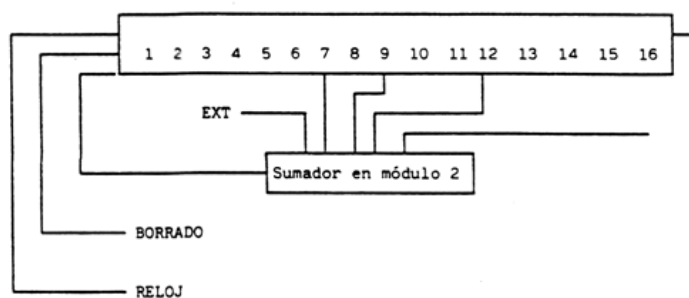 1 2 3 4 5 6 7 8 9 10 11 12 13 14 15 16
EXT
Sumador en módulo 2
BORRADO
RELOJ